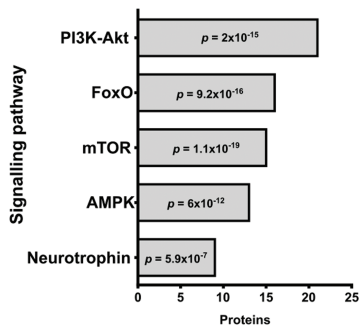 Signalling pathway
PI3K-Akt
p = 2x10⁻¹⁵
FoxO
p = 9.2x10⁻¹⁶
mTOR
p = 1.1x10⁻¹⁹
AMPK
p = 6x10⁻¹²
Neurotrophin
p = 5.9x10⁻⁷
0 5 10 15 20 25
Proteins